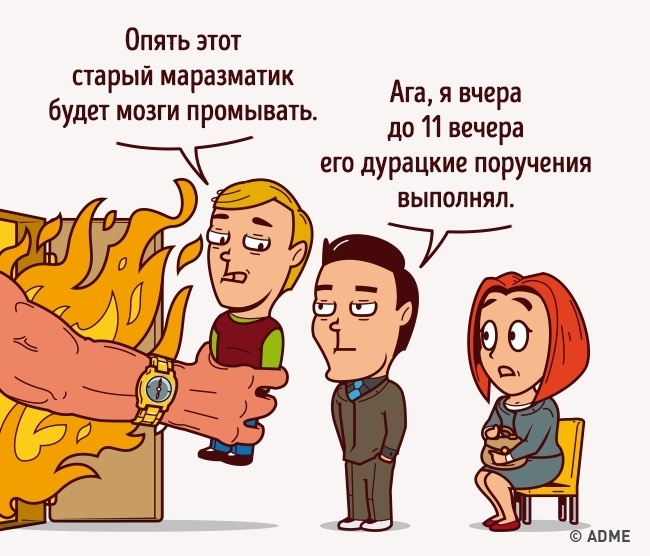 Опять этот
старый маразматик
будет мозги промывать.
Ага, я вчера
до 11 вечера
его дурацкие поручения
выполнял.
© ADME